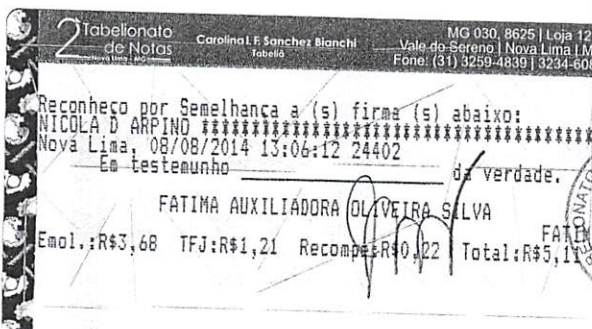 2º Tabelionato de Notas
Nova Lima - MG
Carolina I. F. Sanchez Bianchi
Tabeliã
MG 030, 8625 | Loja 12
Vale do Sereno | Nova Lima | M
Fone: (31) 3259-4839 | 3234-608
Reconheço por Semelhança a (s) firma (s) abaixo:
NICOLA D ARPINO ‡‡‡‡‡‡‡‡‡‡‡‡‡‡‡‡‡‡‡‡‡‡‡‡‡‡‡‡‡‡‡‡‡‡‡‡‡‡
Nova Lima, 08/08/2014 13:06:12 24402
Em testemunho ____________________ da verdade.
FATIMA AUXILIADORA OLIVEIRA SILVA
FATIM
Emol.:R$3,68 TFJ:R$1,21 Recompe:R$0,22 Total:R$5,11